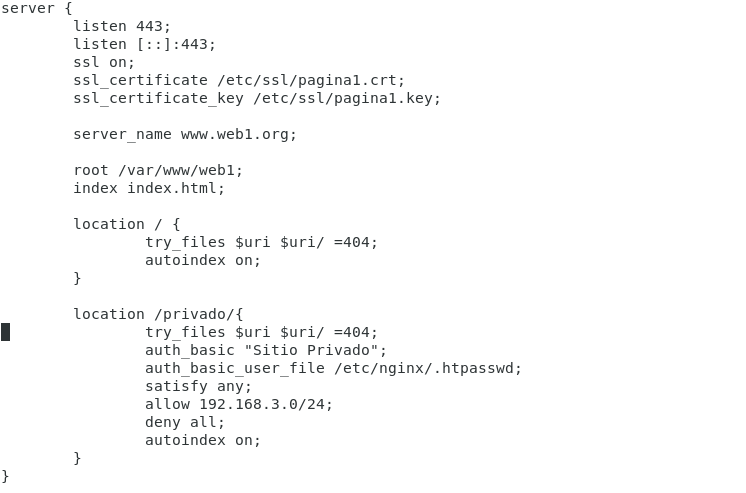 server {
listen 443;
listen [::]:443;
ssl on;
ssl_certificate /etc/ssl/pagina1.crt;
ssl_certificate_key /etc/ssl/pagina1.key;
server_name www.web1.org;
root /var/www/web1;
index index.html;
location / {
try_files $uri $uri/ =404;
autoindex on;
}
location /privado/{
try_files $uri $uri/ =404;
auth_basic "Sitio Privado";
auth_basic_user_file /etc/nginx/.htpasswd;
satisfy any;
allow 192.168.3.0/24;
deny all;
autoindex on;
}
}